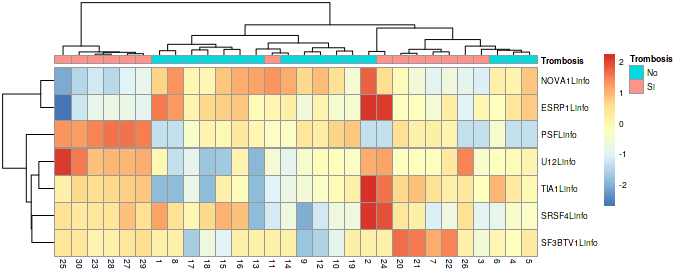 Trombosis
NOVA1Linfo
ESRP1Linfo
PSFLinfo
U12Linfo
TIA1Linfo
SRSF4Linfo
SF3BTV1Linfo
25 30 23 28 27 29 1 8 17 18 15 16 13 11 14 9 12 10 19 2 24 20 21 7 22 26 3 6 4 5
2
1
0
-1
-2
Trombosis
No
SI